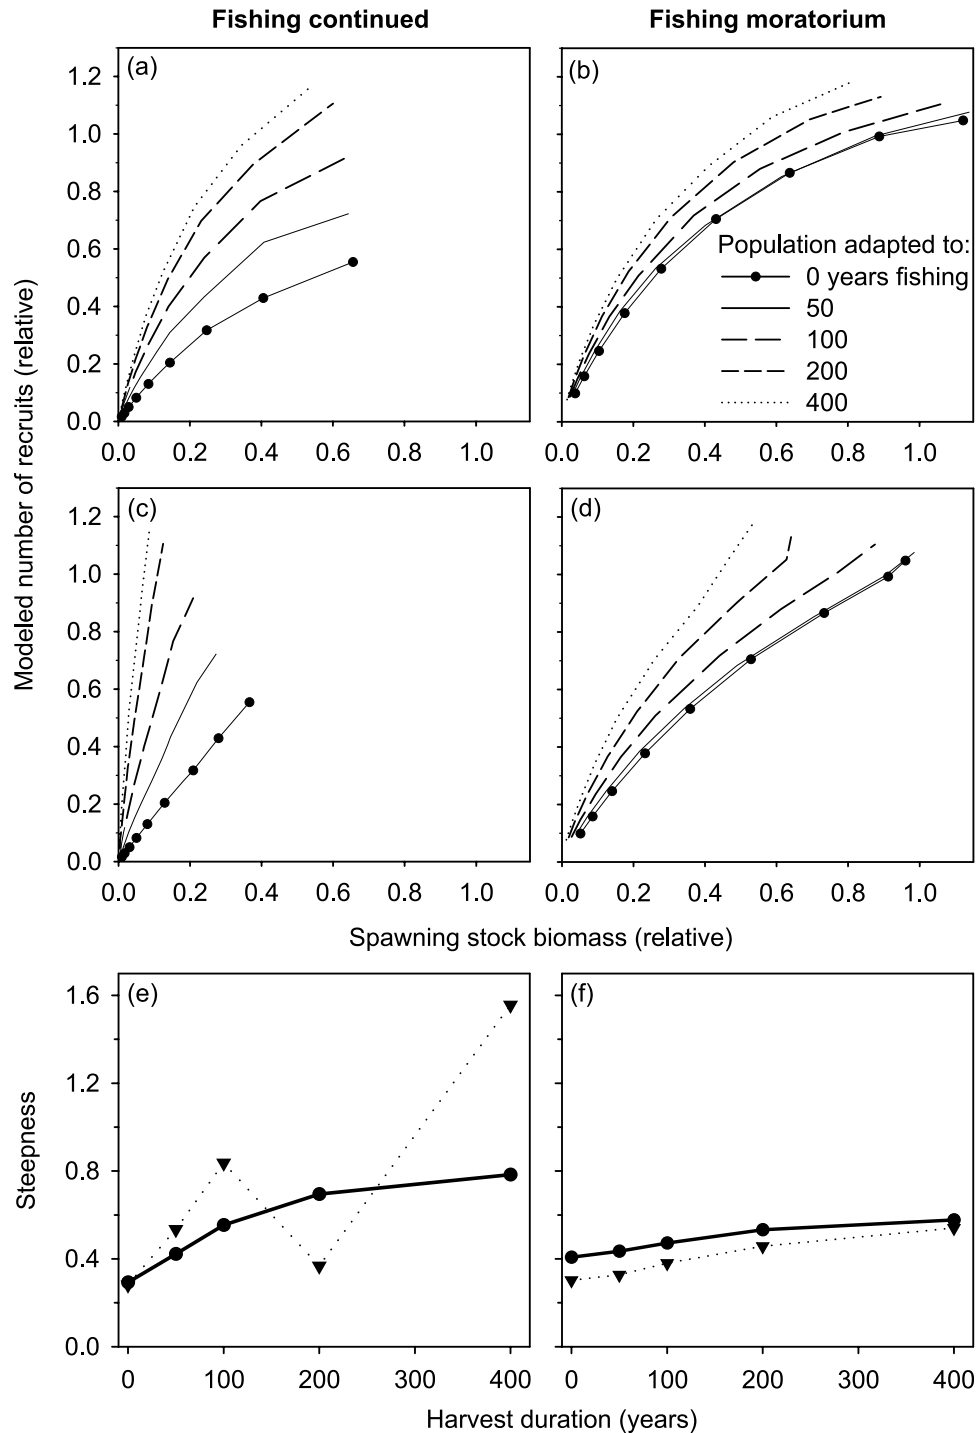 Fishing continued
Fishing moratorium
(a)
(b)
1.2
1.0
0.8
0.6
0.4
0.2
0.0
Population adapted to:
0 years fishing
50
100
200
400
0.0 0.2 0.4 0.6 0.8 1.0
0.0 0.2 0.4 0.6 0.8 1.0
Modeled number of recruits (relative)
(c)
(d)
1.2
1.0
0.8
0.6
0.4
0.2
0.0
0.0 0.2 0.4 0.6 0.8 1.0
0.0 0.2 0.4 0.6 0.8 1.0
Spawning stock biomass (relative)
(e)
(f)
1.6
1.2
0.8
0.4
0.0
Steepness
0 100 200 300 400
0 100 200 300 400
Harvest duration (years)